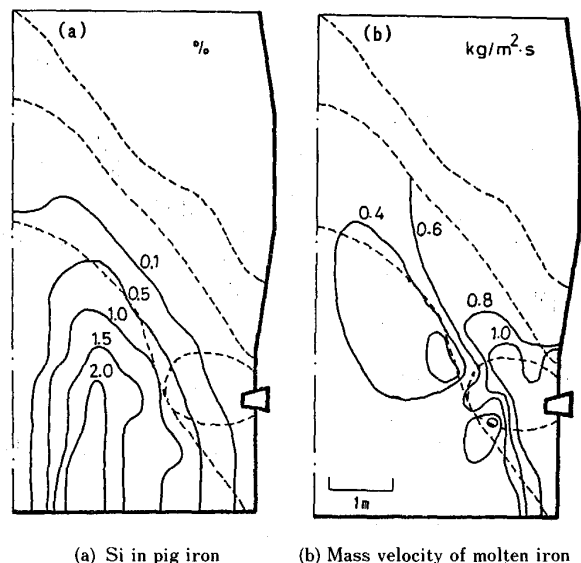 (a)
%
0.1
0.5
1.0
1.5
2.0
(b)
kg/m²·s
0.4
0.6
0.8
1.0
1m
(a) Si in pig iron
(b) Mass velocity of molten iron